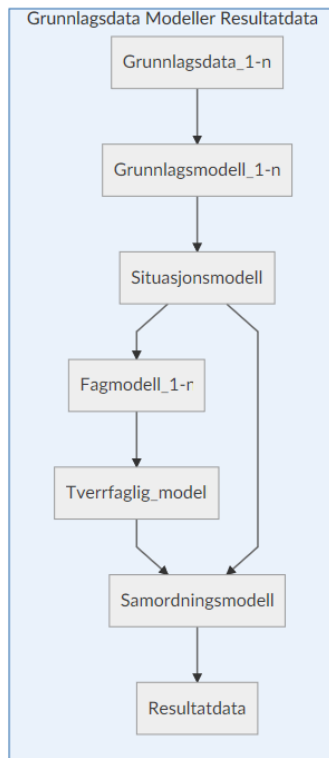 Grunnlagsdata Modeller Resultatdata
Grunnlagsdata_1-n
Grunnlagsmodell_1-n
Situasjonsmodell
Fagmodell_1-n
Tverrfaglig_model
Samordningsmodell
Resultatdata